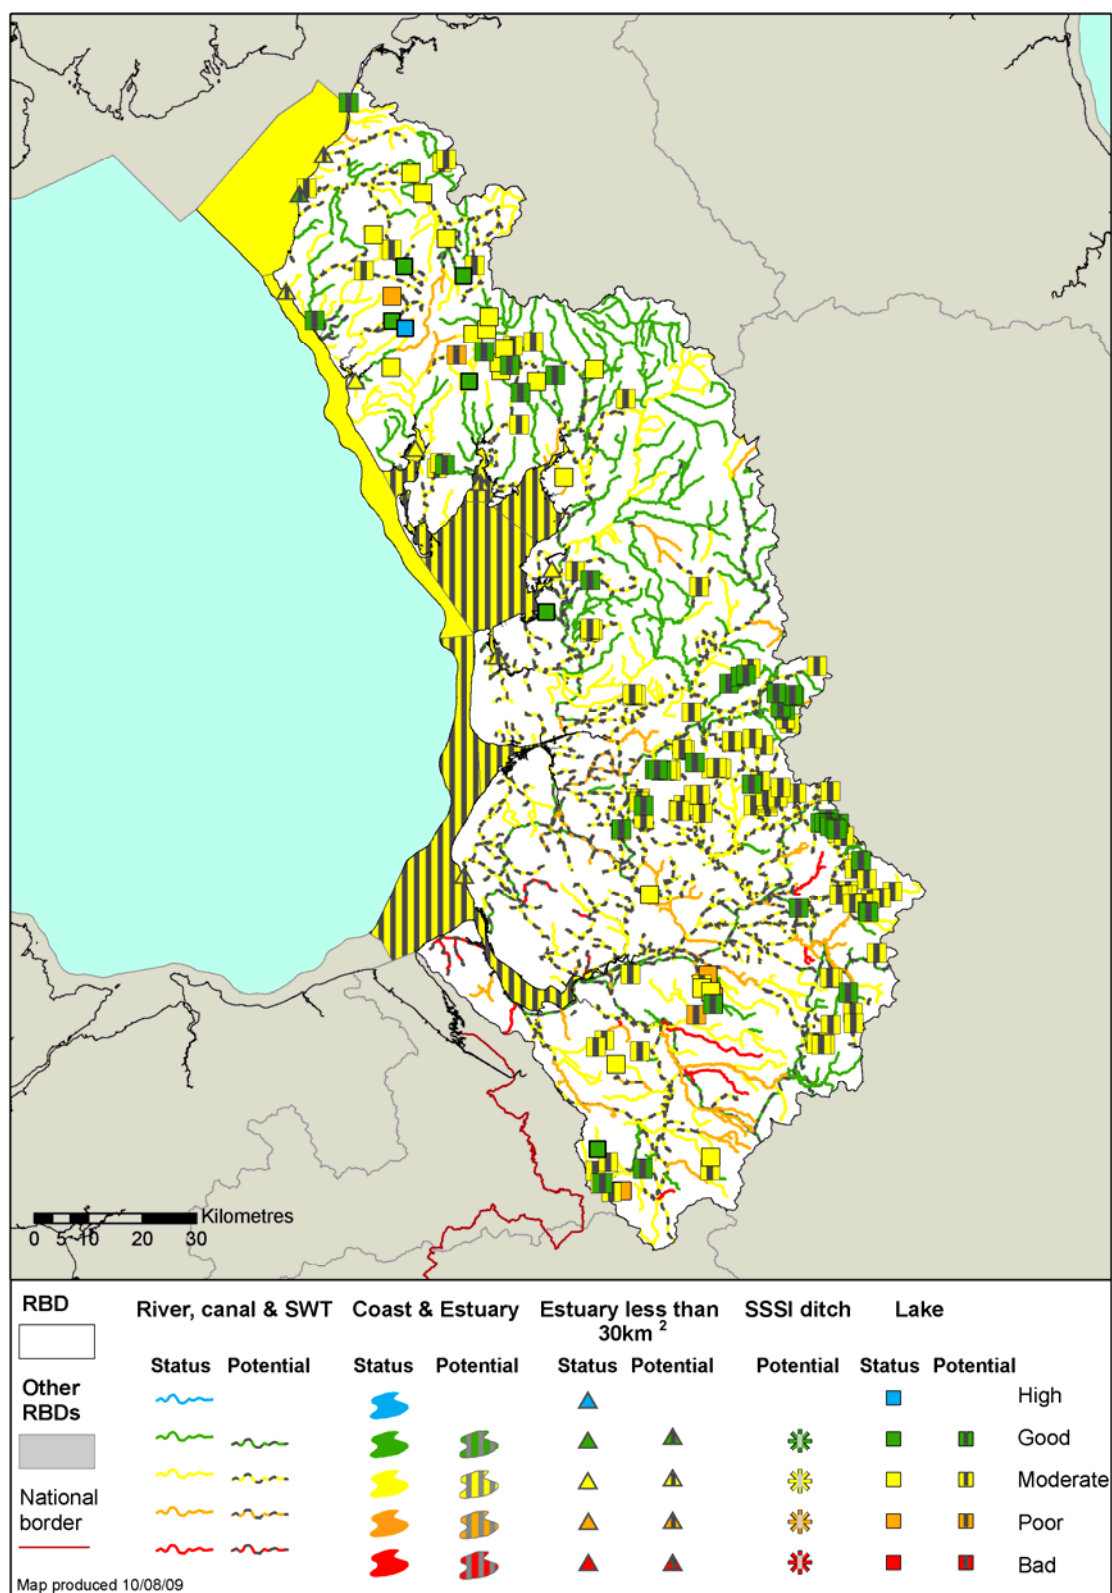 Kilometres
0 5 10 20 30
RBD
River, canal & SWT
Coast & Estuary
Estuary less than 30km 2
SSSI ditch
Lake
Status Potential Status Potential Status Potential Potential Status Potential
Other RBDs
National border
High
Good
Moderate
Poor
Bad
Map produced 10/08/09